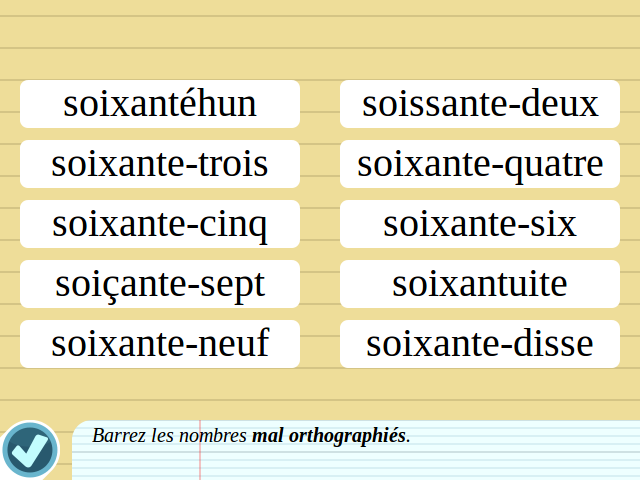 soixantéhun
soissante-deux
soixante-trois
soixante-quatre
soixante-cinq
soixante-six
soiçante-sept
soixantuite
soixante-neuf
soixante-disse
Barrez les nombres mal orthographiés.